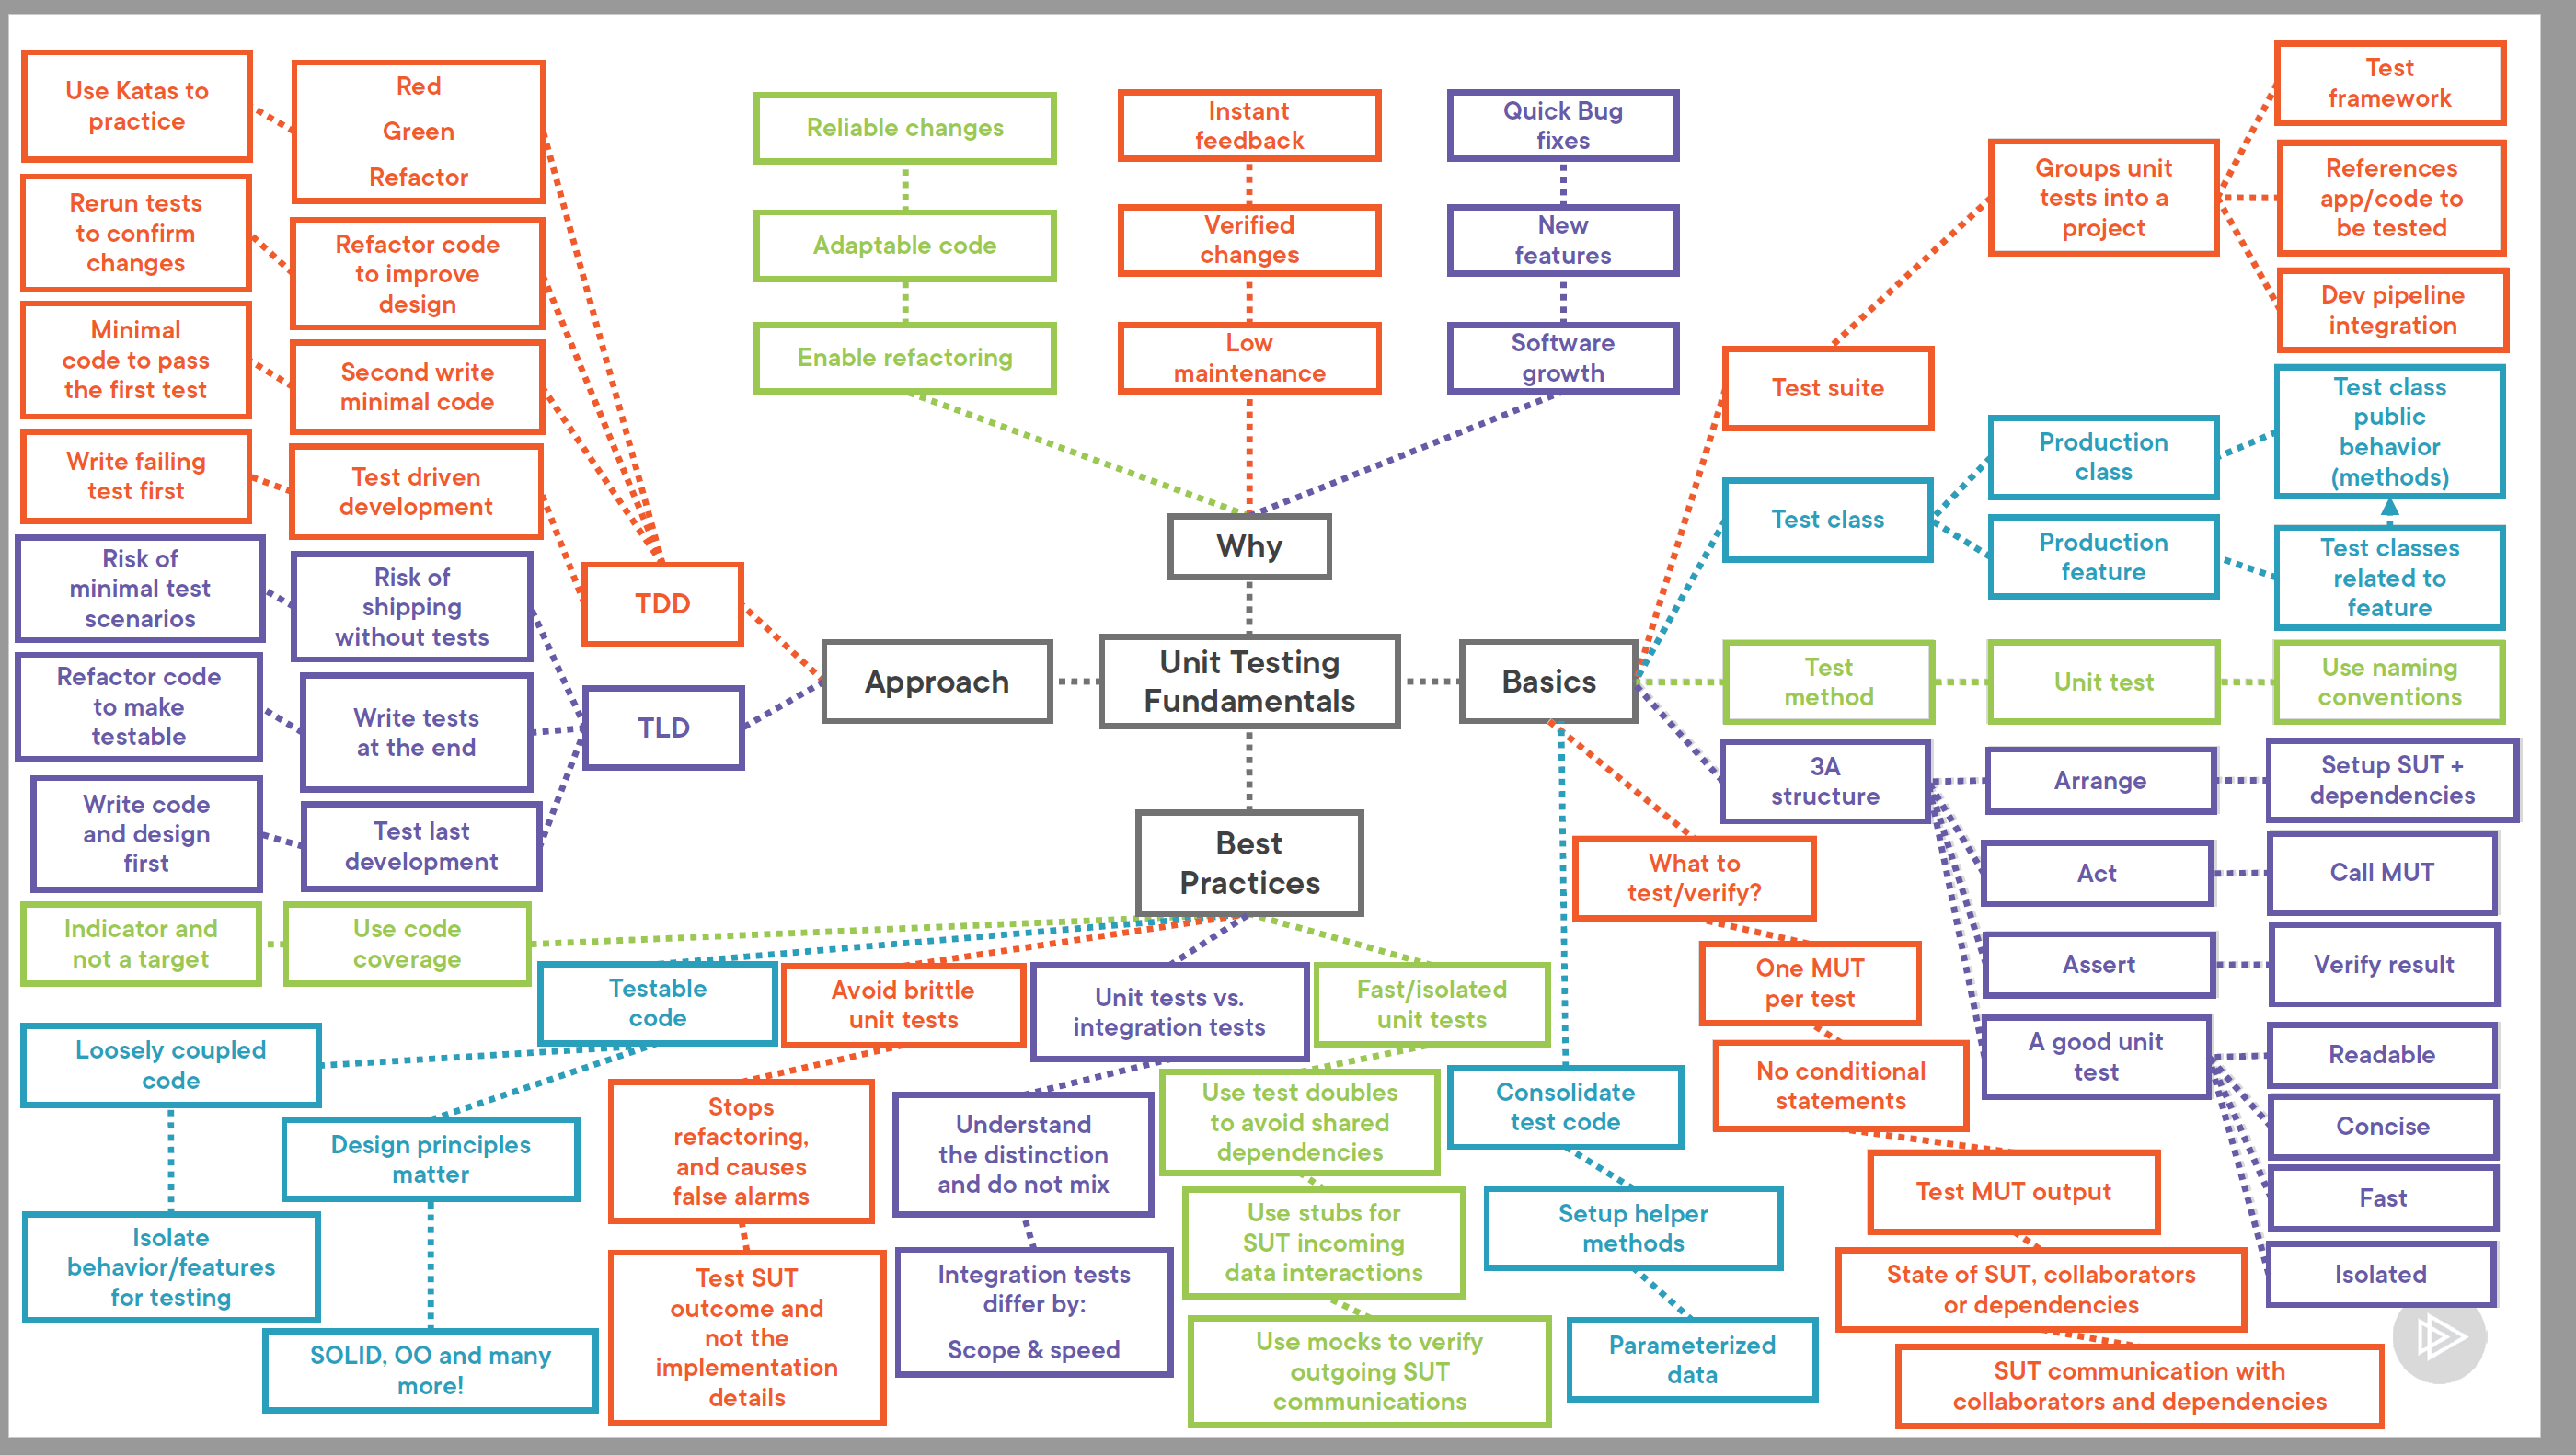 Use Katas to
practice
Red
Green
Refactor
Rerun tests
to confirm
changes
Refactor code
to improve
design
Minimal
code to pass
the first test
Second write
minimal code
Write failing
test first
Test driven
development
TDD
Risk of
minimal test
scenarios
Risk of
shipping
without tests
Refactor code
to make
testable
Write tests
at the end
TLD
Write code
and design
first
Test last
development
Approach
Reliable changes
Adaptable code
Enable refactoring
Instant
feedback
Verified
changes
Low
maintenance
Quick Bug
fixes
New
features
Software
growth
Why
Unit Testing
Fundamentals
Basics
Test suite
Groups unit
tests into a
project
Test
framework
References
app/code to
be tested
Dev pipeline
integration
Test class
Production
class
Test class
public
behavior
(methods)
Production
feature
Test classes
related to
feature
Test
method
Unit test
Use naming
conventions
3A
structure
Arrange
Setup SUT +
dependencies
Act
Call MUT
Assert
Verify result
A good unit
test
Readable
Concise
Fast
Isolated
What to
test/verify?
One MUT
per test
No conditional
statements
Test MUT output
State of SUT, collaborators
or dependencies
SUT communication with
collaborators and dependencies
Consolidate
test code
Setup helper
methods
Parameterized
data
Best
Practices
Use code
coverage
Indicator and
not a target
Testable
code
Loosely coupled
code
Isolate
behavior/features
for testing
Design principles
matter
SOLID, OO and many
more!
Avoid brittle
unit tests
Stops
refactoring,
and causes
false alarms
Test SUT
outcome and
not the
implementation
details
Unit tests vs.
integration tests
Understand
the distinction
and do not mix
Integration tests
differ by:
Scope & speed
Fast/isolated
unit tests
Use test doubles
to avoid shared
dependencies
Use stubs for
SUT incoming
data interactions
Use mocks to verify
outgoing SUT
communications